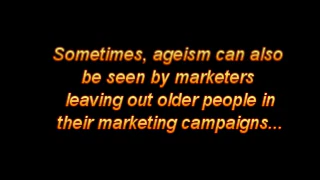 Sometimes, ageism can also
be seen by marketers
leaving out older people in
their marketing campaigns...